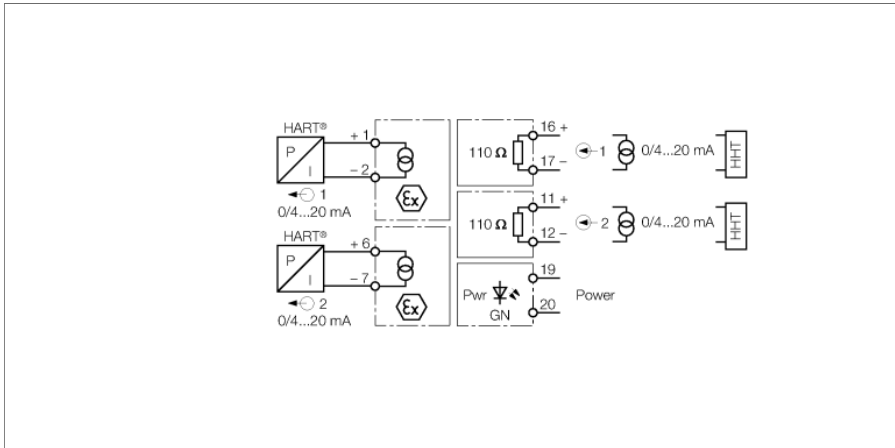 HART®
P
I
+ 1
– 2
Ɛx
1
0/4...20 mA
HART®
P
I
+ 6
– 7
Ɛx
2
0/4...20 mA
110 Ω
16 +
17 –
1
0/4...20 mA
HHT
110 Ω
11 +
12 –
2
0/4...20 mA
HHT
Pwr
GN
19
20
Power